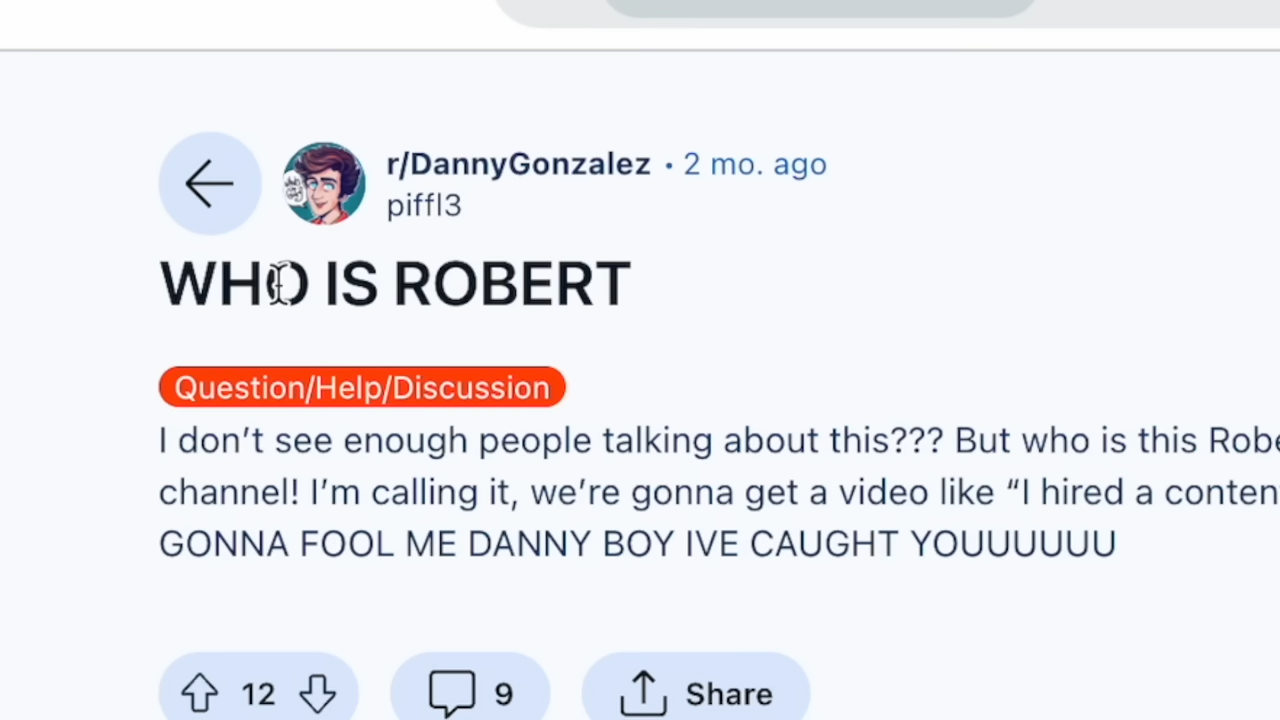 r/DannyGonzalez • 2 mo. ago
piffl3
WHO IS ROBERT
Question/Help/Discussion
I don’t see enough people talking about this??? But who is this
channel! I’m calling it, we’re gonna get a video like “I hired a
GONNA FOOL ME DANNY BOY IVE CAUGHT YOUUUUUU
12
9
Share